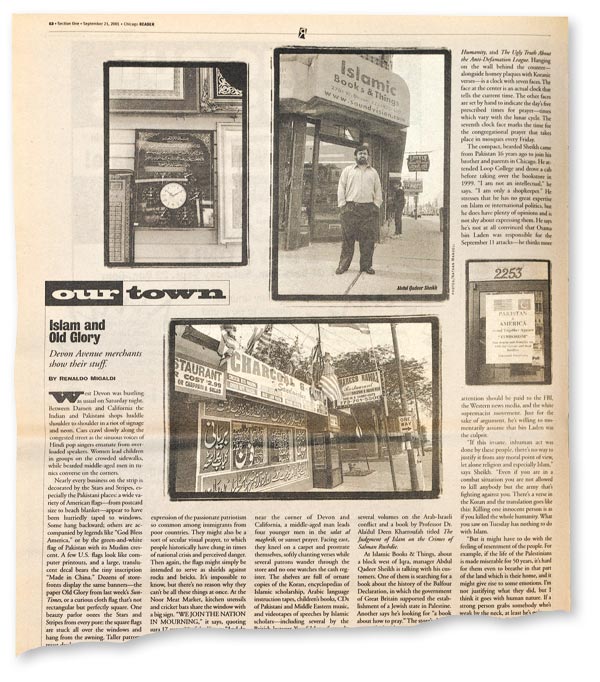 60 • Section One • September 21, 2001 • Chicago READER
Islamic
Books & Things
www.soundvision.com
Abdul Qadeer Sheikh
2253
PAKISTAN
AMERICA
our town
Islam and
Old Glory
Devon Avenue merchants
show their stuff.
By Renaldo Migaldi
CHARCOAL
West Devon was bustling
as usual on Saturday night.
Between Damen and California the
Indian and Pakistani shops huddle
shoulder to shoulder in a riot of signage
and neon. Cars crawl slowly along the
congested street as the sinuous voices of
Hindi pop singers emanate from over-
loaded speakers. Women lead children
in groups on the crowded sidewalks,
while bearded middle-aged men in tu-
nics converse on the corners.
Nearly every business on the strip is
decorated by the Stars and Stripes, es-
pecially the Pakistani places: a wide va-
riety of American flags—from postcard
size to beach blanket—appear to have
been hurriedly taped to windows.
Some hang backward; others are ac-
companied by legends like "God Bless
America," or by the green-and-white
flag of Pakistan with its Muslim cres-
cent. A few U.S. flags look like com-
puter printouts, and a large, translu-
cent decal bears the tiny inscription
"Made in China." Dozens of store-
fronts display the same banners—the
paper Old Glory from last week's Sun-
Times, or a curious cloth flag that's not
rectangular but perfectly square. One
beauty parlor oozes the Stars and
Stripes from every pore: the square flags
are stuck all over the windows and
hang from the awning. Taller
expression of the passionate patriotism
so common among immigrants from
poor countries. They might also be a
sort of secular visual prayer, to which
people historically have clung in times
of national crisis and perceived danger.
Then again, the flags might simply be
intended to serve as shields against
rocks and bricks. It's impossible to
know, but there's no reason why they
can't be all these things at once. At the
Noor Meat Market, kitchen utensils
and cricket bats share the window with
a big sign. "WE JOIN THE NATION
IN MOURNING," it says, quoting
near the corner of Devon and
California, a middle-aged man leads
four younger men in the salat al
maghrib, or sunset prayer. Facing east,
they kneel on a carpet and prostrate
themselves, softly chanting verses while
several patrons wander through the
store and no one watches the cash reg-
ister. The shelves are full of ornate
copies of the Koran, encyclopedias of
Islamic scholarship, Arabic language
instruction tapes, children's books, CDs
of Pakistani and Middle Eastern music,
and videotapes of speeches by Islamic
scholars—including several by the
several volumes on the Arab-Israeli
conflict and a book by Professor Dr.
Abdul Deen Khatmullah titled The
Judgement of Islam on the Crimes of
Salman Rushdie.
At Islamic Books & Things, about
a block west of Iqra, manager Abdul
Qadeer Sheikh is talking with his cus-
tomers. One of them is searching for a
book about the history of the Balfour
Declaration, in which the government
of Great Britain supported the estab-
lishment of a Jewish state in Palestine.
Another says he's looking for "a book
about how to pray."
Humanity, and The Ugly Truth About
the Anti-Defamation League. Hanging
on the wall behind the counter—
alongside homey plaques with Koranic
verses—is a clock with seven faces. The
face at the center is an actual clock that
tells the current time. The other faces
are set by hand to indicate the day's five
prescribed times for prayer—times
which vary with the lunar cycle. The
seventh clock face marks the time for
the congregational prayer that takes
place in mosques every Friday.
The compact, bearded Sheikh came
from Pakistan 16 years ago to join his
brother and parents in Chicago. He at-
tended Loop College and drove a cab
before taking over the bookstore in
1999. "I am not an intellectual," he
says. "I am only a shopkeeper." He
stresses that he has no great expertise
on Islam or international politics, but
he does have plenty of opinions and is
not shy about expressing them. He says
he's not at all convinced that Osama
bin Laden was responsible for the
September 11 attacks—he thinks more
attention should be paid to the FBI,
the Western news media, and the white
supremacist movement. Just for the
sake of argument, he's willing to mo-
mentarily assume that bin Laden was
the culprit.
"If this insane, inhuman act was
done by these people, there's no way to
justify it from any moral point of view,
let alone religion and especially Islam,"
says Sheikh. "Even if you are in a
combat situation you are not allowed
to kill anybody but the army that's
fighting against you. There's a verse in
the Koran and the translation goes like
this: Killing one innocent person is as
if you killed the whole humanity. What
you saw on Tuesday has nothing to do
with Islam.
"But it might have to do with the
feeling of resentment of the people. For
example, if the life of the Palestinians
is made miserable for 50 years, it's hard
for them even to breathe in that part
of the land which is their home, and it
might give rise to some emotions. I'm
not justifying what they did, but I
think it goes with human nature. If a
strong person grabs somebody who's
weak by the neck, at least he's